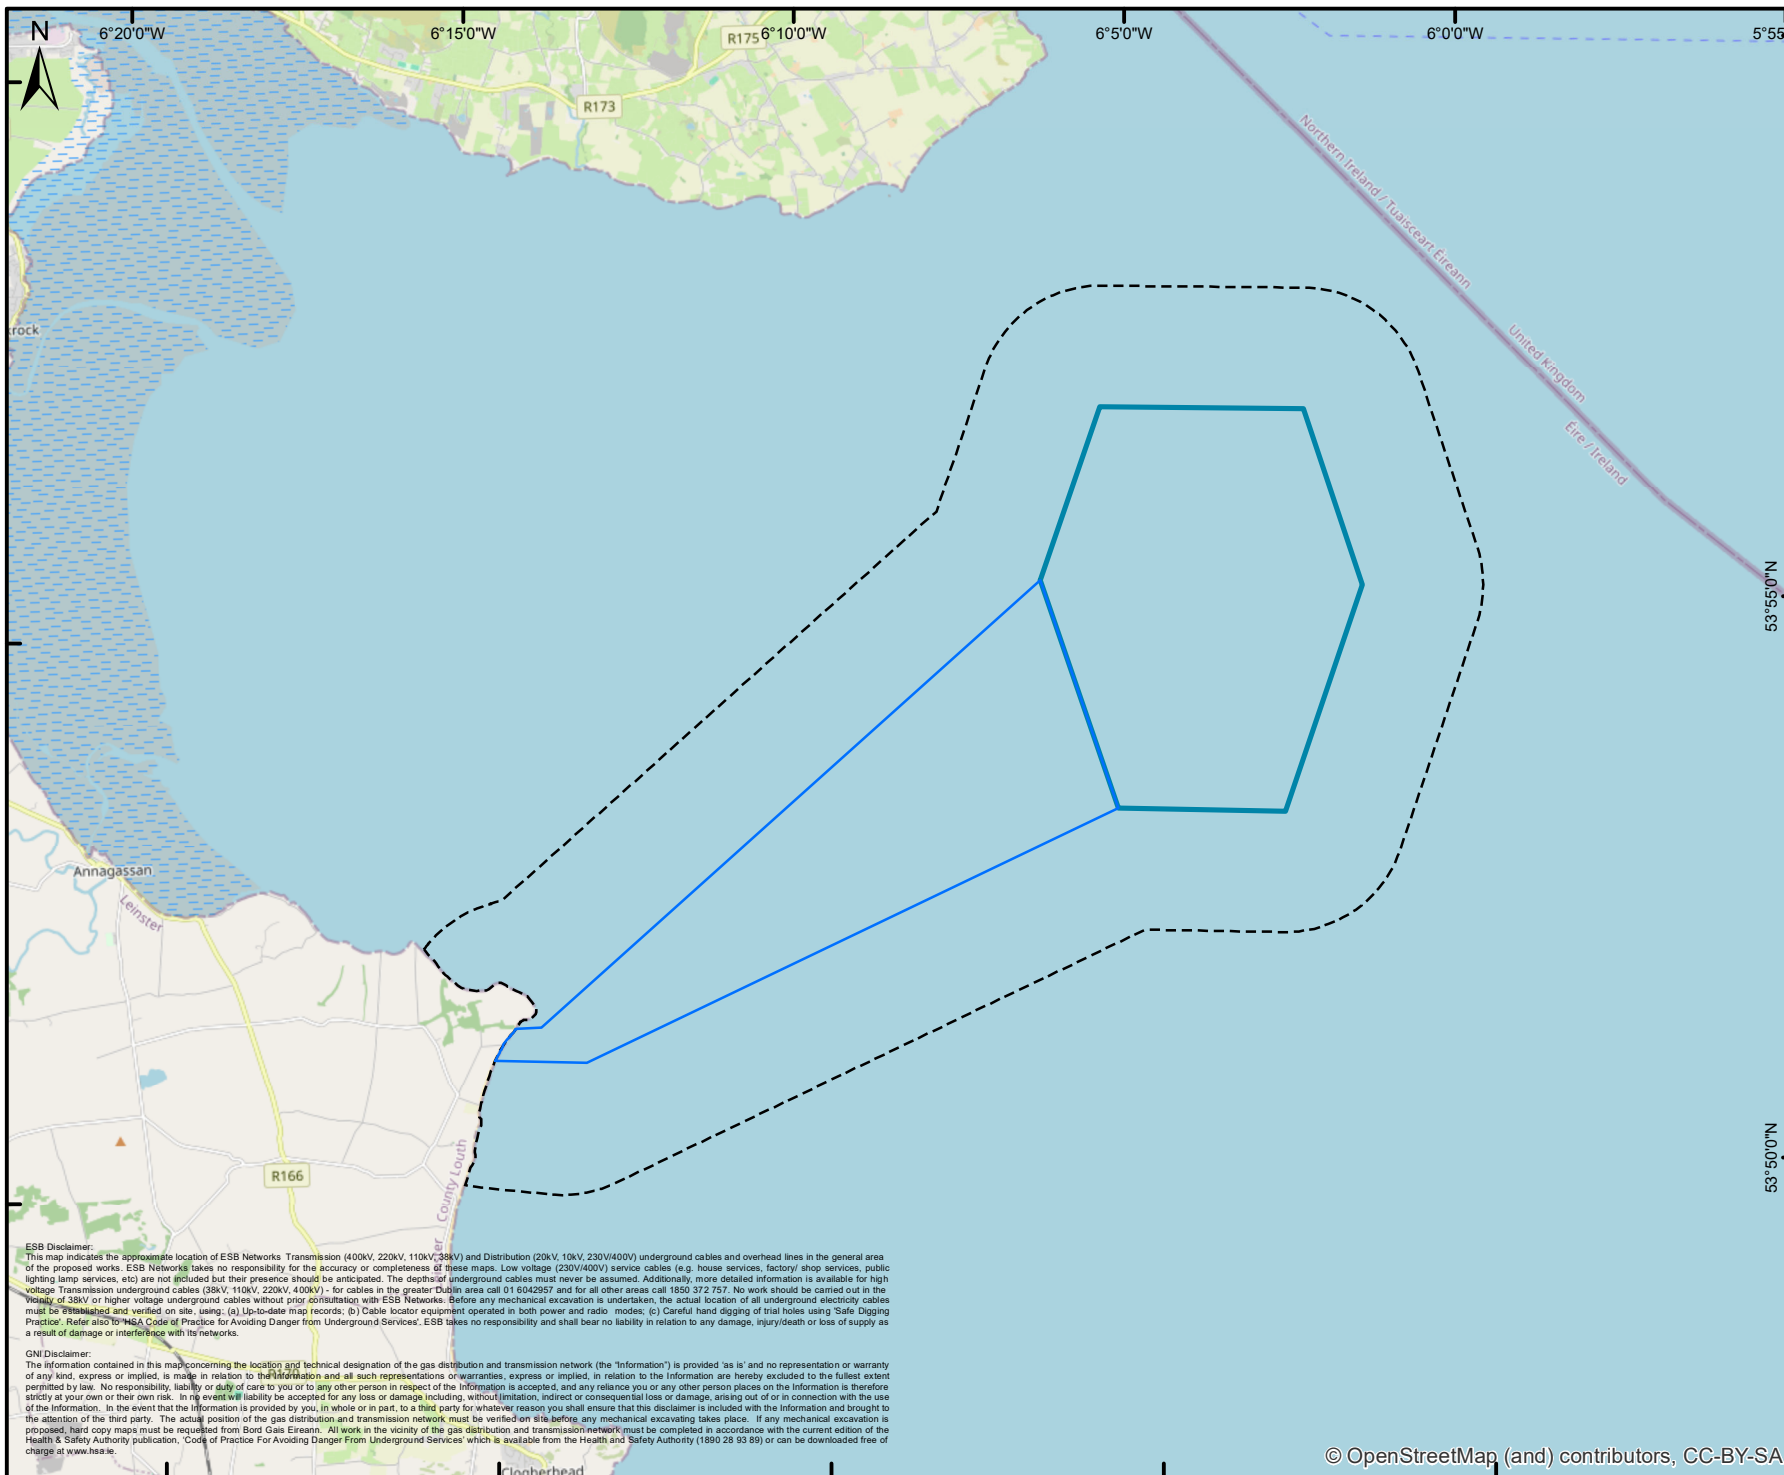 N
6°20'0"W
6°15'0"W
6°10'0"W
6°5'0"W
6°0'0"W
5°55
R175
R173
Northern Ireland / Tuaisceart Éireann
United Kingdom
Éire / Ireland
rock
53°55'0"N
Annagassan
Leinster
53°50'0"N
R166
Leinster
County Louth
ESB Disclaimer:
This map indicates the approximate location of ESB Networks Transmission (400kV, 220kV, 110kV, 38kV) and Distribution (20kV, 10kV, 230V/400V) underground cables and overhead lines in the general area
of the proposed works. ESB Networks takes no responsibility for the accuracy or completeness of these maps. Low voltage (230V/400V) service cables (e.g. house services, factory/ shop services, public
lighting lamp services, etc) are not included but their presence should be anticipated. The depths of underground cables must never be assumed. Additionally, more detailed information is available for high
voltage Transmission underground cables (38kV, 110kV, 220kV, 400kV) - for cables in the greater Dublin area call 01 6042957 and for all other areas call 1850 372 757. No work should be carried out in the
vicinity of 38kV or higher voltage underground cables without prior consultation with ESB Networks. Before any mechanical excavation is undertaken, the actual location of all underground electricity cables
must be established and verified on site, using: (a) Up-to-date map records; (b) Cable locator equipment operated in both power and radio modes; (c) Careful hand digging of trial holes using 'Safe Digging
Practice'. Refer also to 'HSA Code of Practice for Avoiding Danger from Underground Services'. ESB takes no responsibility and shall bear no liability in relation to any damage, injury/death or loss of supply as
a result of damage or interference with its networks.
GNI Disclaimer:
The information contained in this map concerning the location and technical designation of the gas distribution and transmission network (the "Information") is provided 'as is' and no representation or warranty
of any kind, express or implied, is made in relation to the Information and all such representations or warranties, express or implied, in relation to the Information are hereby excluded to the fullest extent
permitted by law. No responsibility, liability or duty of care to you or to any other person in respect of the Information is accepted, and any reliance you or any other person places on the Information is therefore
strictly at your own or their own risk. In no event will liability be accepted for any loss or damage including, without limitation, indirect or consequential loss or damage, arising out of or in connection with the use
of the Information. In the event that the Information is provided by you, in whole or in part, to a third party for whatever reason you shall ensure that this disclaimer is included with the Information and brought to
the attention of the third party. The actual position of the gas distribution and transmission network must be verified on site before any mechanical excavating takes place. If any mechanical excavation is
proposed, hard copy maps must be requested from Bord Gais Eireann. All work in the vicinity of the gas distribution and transmission network must be completed in accordance with the current edition of the
Health & Safety Authority publication, 'Code of Practice For Avoiding Danger From Underground Services' which is available from the Health and Safety Authority (1890 28 93 89) or can be downloaded free of
charge at www.hsa.ie.
R170
Clogherhead
© OpenStreetMap (and) contributors, CC-BY-SA